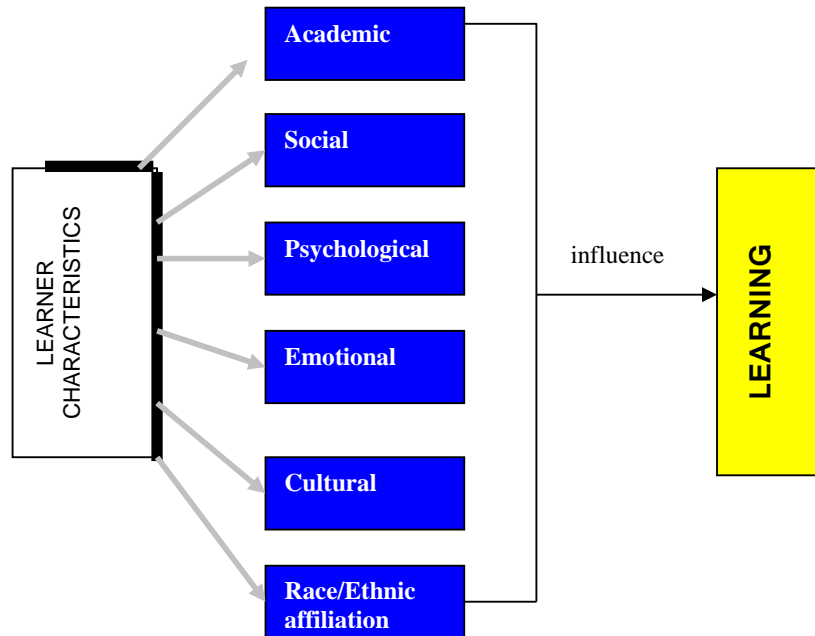 LEARNER
CHARACTERISTICS
Academic
Social
Psychological
Emotional
Cultural
Race/Ethnic
affiliation
influence
LEARNING